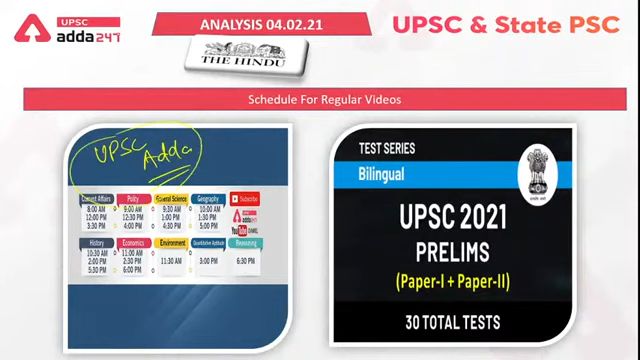 UPSC
adda247
ANALYSIS 04.02.21
THE HINDU
UPSC & State PSC
Schedule For Regular Videos
UPSC
Adda
Current Affairs
8:00 AM
12:00 PM
3:30 PM
Polity
9:00 AM
12:30 PM
4:00 PM
General Science
9:30 AM
1:00 PM
4:30 PM
Geography
10:00 AM
1:30 PM
5:00 PM
Subscribe
adda247
YouTube
History
10:30 AM
2:00 PM
5:30 PM
Economics
11:00 AM
2:30 PM
6:00 PM
Environment
11:30 AM
Quantitative Aptitude
3:00 PM
Reasoning
6:30 PM
TEST SERIES
Bilingual
UPSC 2021
PRELIMS
(Paper-I + Paper-II)
30 TOTAL TESTS